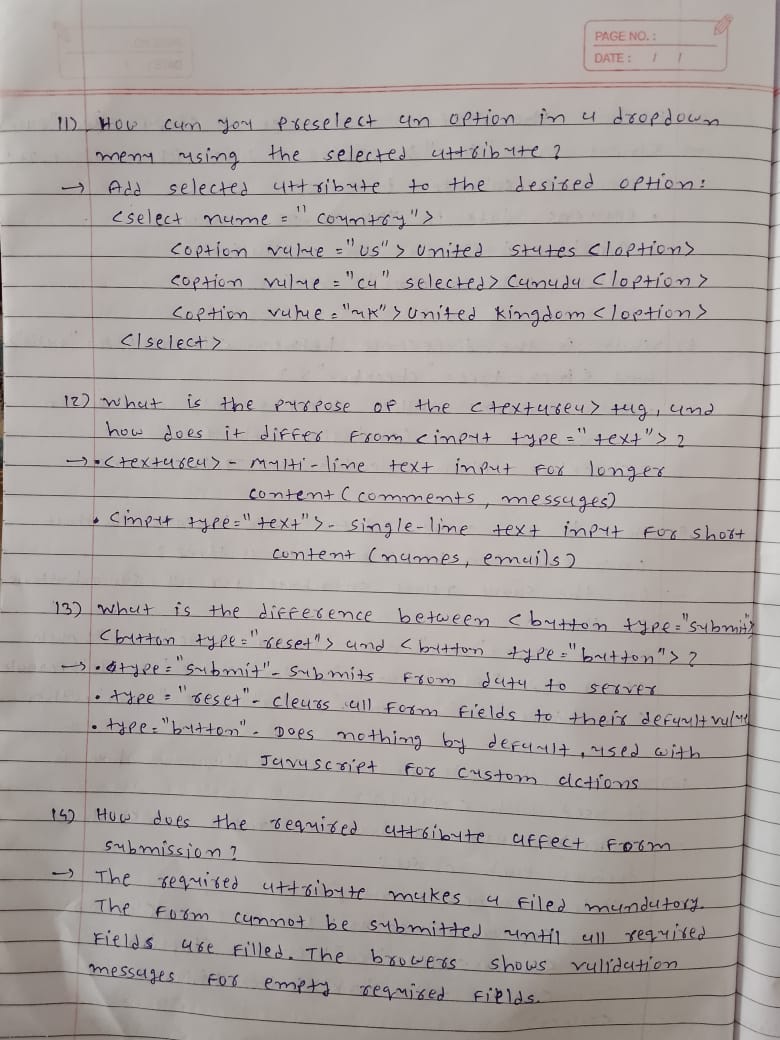 PAGE NO. :
DATE : / /
11) How can you preselect an option in a dropdown
menu using the selected attribute ?
→ Add selected attribute to the desired option:
<select name = "country">
<option value = "US"> United states </option>
<option value = "ca" selected> Canada </option>
<option value = "uk"> United Kingdom </option>
</select>
12) what is the purpose of the <textarea> tag, and
how does it differ from <input type = "text"> ?
→ • <textarea> - multi-line text input for longer
content (comments, messages)
• <input type="text"> - single-line text input for short
content (names, emails)
13) what is the difference between <button type="submit">
<button type="reset"> and <button type="button"> ?
→ • type="submit" - submits from data to server
• type = "reset" - clears all form fields to their default value
• type="button" - Does nothing by default, used with
Javascript for custom actions
14) How does the required attribute affect form
submission ?
→ The required attribute makes a filed mandatory.
The form cannot be submitted until all required
fields are filled. The browers shows validation
messages for empty required fields.